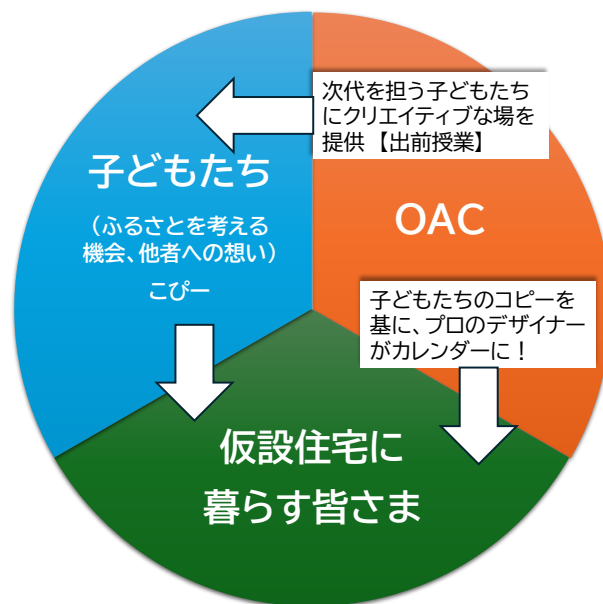 次代を担う子どもたち
にクリエイティブな場を
提供 【出前授業】
子どもたち
（ふるさとを考える
機会、他者への想い）
こぴー
OAC
子どもたちのコピーを
基に、プロのデザイナー
がカレンダーに！
仮設住宅に
暮らす皆さま